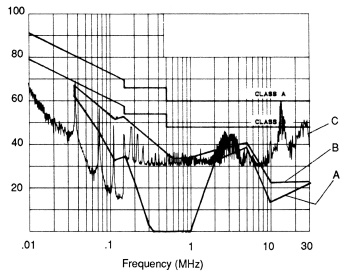 100
80
60
40
20
CLASS A
CLASS
C
B
A
.01
.1
1
10
30
Frequency (MHz)